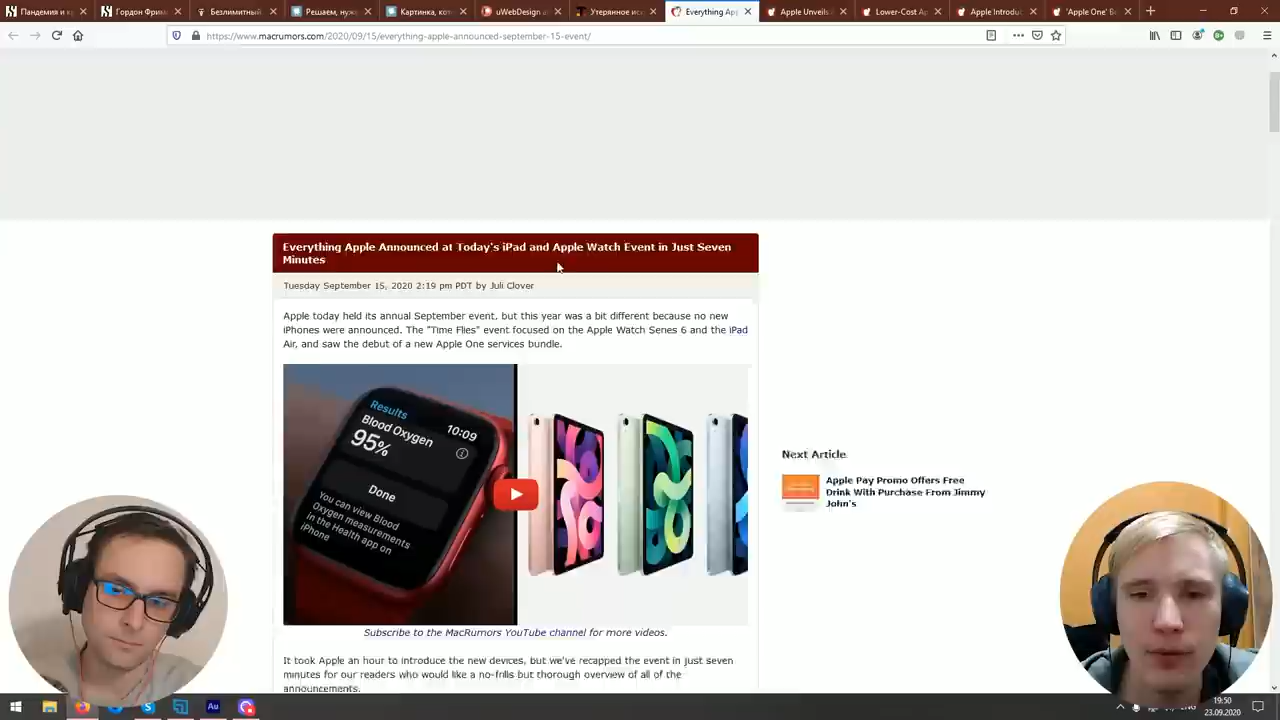 Пандемия и к
Гордон Фрим
Безлимитный
Решаем, нуж
Картинка, кот
uWebDesign
Утерянное ис
Everything Ap
Apple Unveils
Lower-Cost Ap
Apple Introduc
'Apple One' B
https://www.macrumors.com/2020/09/15/everything-apple-announced-september-15-event/
Everything Apple Announced at Today's iPad and Apple Watch Event in Just Seven
Minutes
Tuesday September 15, 2020 2:19 pm PDT by Juli Clover
Apple today held its annual September event, but this year was a bit different because no new
iPhones were announced. The "Time Flies" event focused on the Apple Watch Series 6 and the iPad
Air, and saw the debut of a new Apple One services bundle.
Results
10:09
Blood Oxygen
95%
Done
You can view Blood
Oxygen measurements
in the Health app on
iPhone
Next Article
Apple Pay Promo Offers Free
Drink With Purchase From Jimmy
John's
Subscribe to the MacRumors YouTube channel for more videos.
It took Apple an hour to introduce the new devices, but we've recapped the event in just seven
minutes for our readers who would like a no-frills but thorough overview of all of the
announcements.
Au
ENG
19:50
23.09.2020